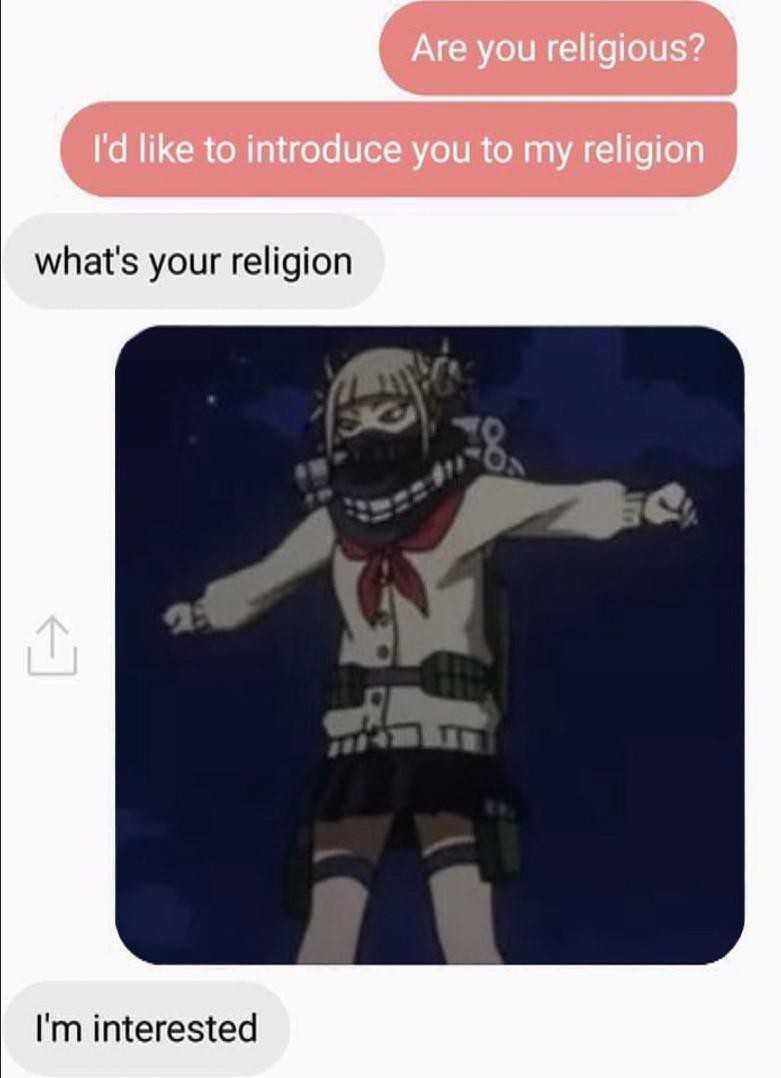 Are you religious?
I'd like to introduce you to my religion
what's your religion
I'm interested